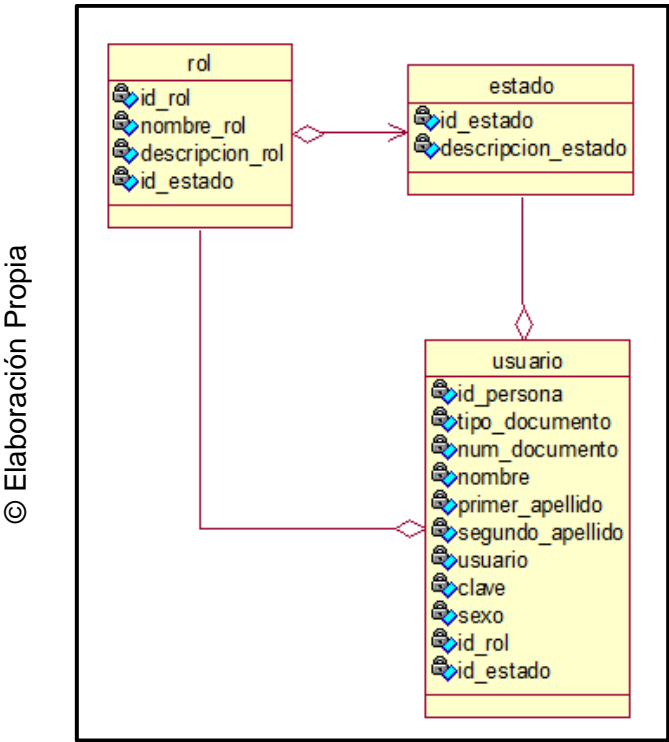 © Elaboración Propia
rol
id_rol
nombre_rol
descripcion_rol
id_estado
estado
id_estado
descripcion_estado
usuario
id_persona
tipo_documento
num_documento
nombre
primer_apellido
segundo_apellido
usuario
clave
sexo
id_rol
id_estado